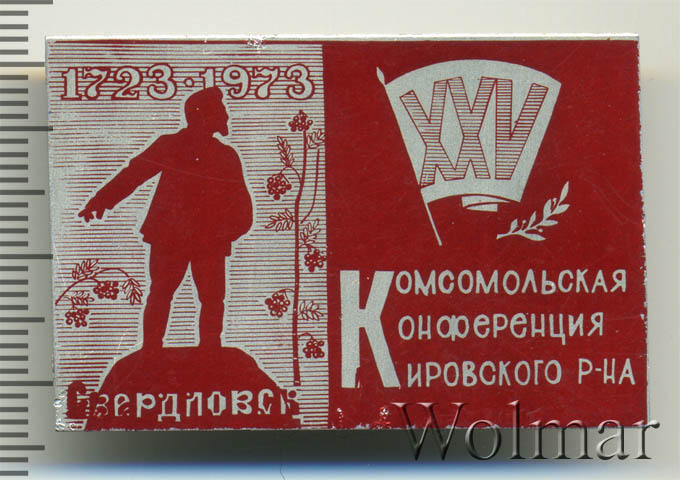 1723·1973
Свердловск
XXV
Комсомольская
Конференция
Кировского р-на
Wolmar